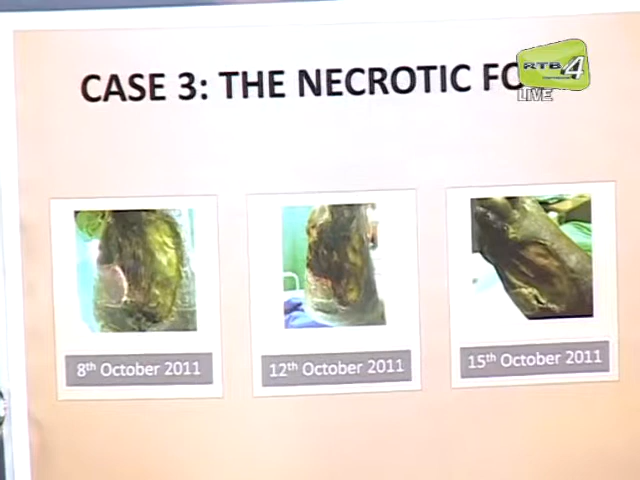 CASE 3: THE NECROTIC FO
RTB 4
LIVE
8th October 2011
12th October 2011
15th October 2011